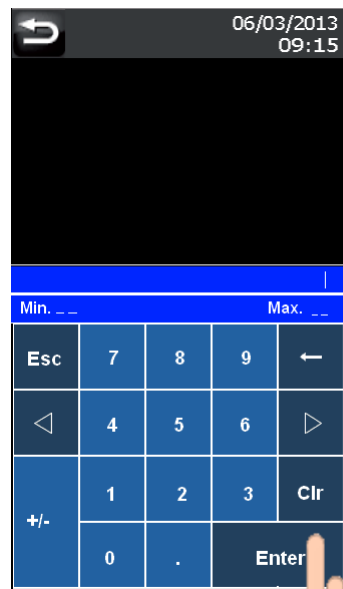 06/03/2013
09:15
Min. _ _ Max. _ _
Esc 7 8 9 ←
◁ 4 5 6 ▷
+/- 1 2 3 Clr
0 . Enter